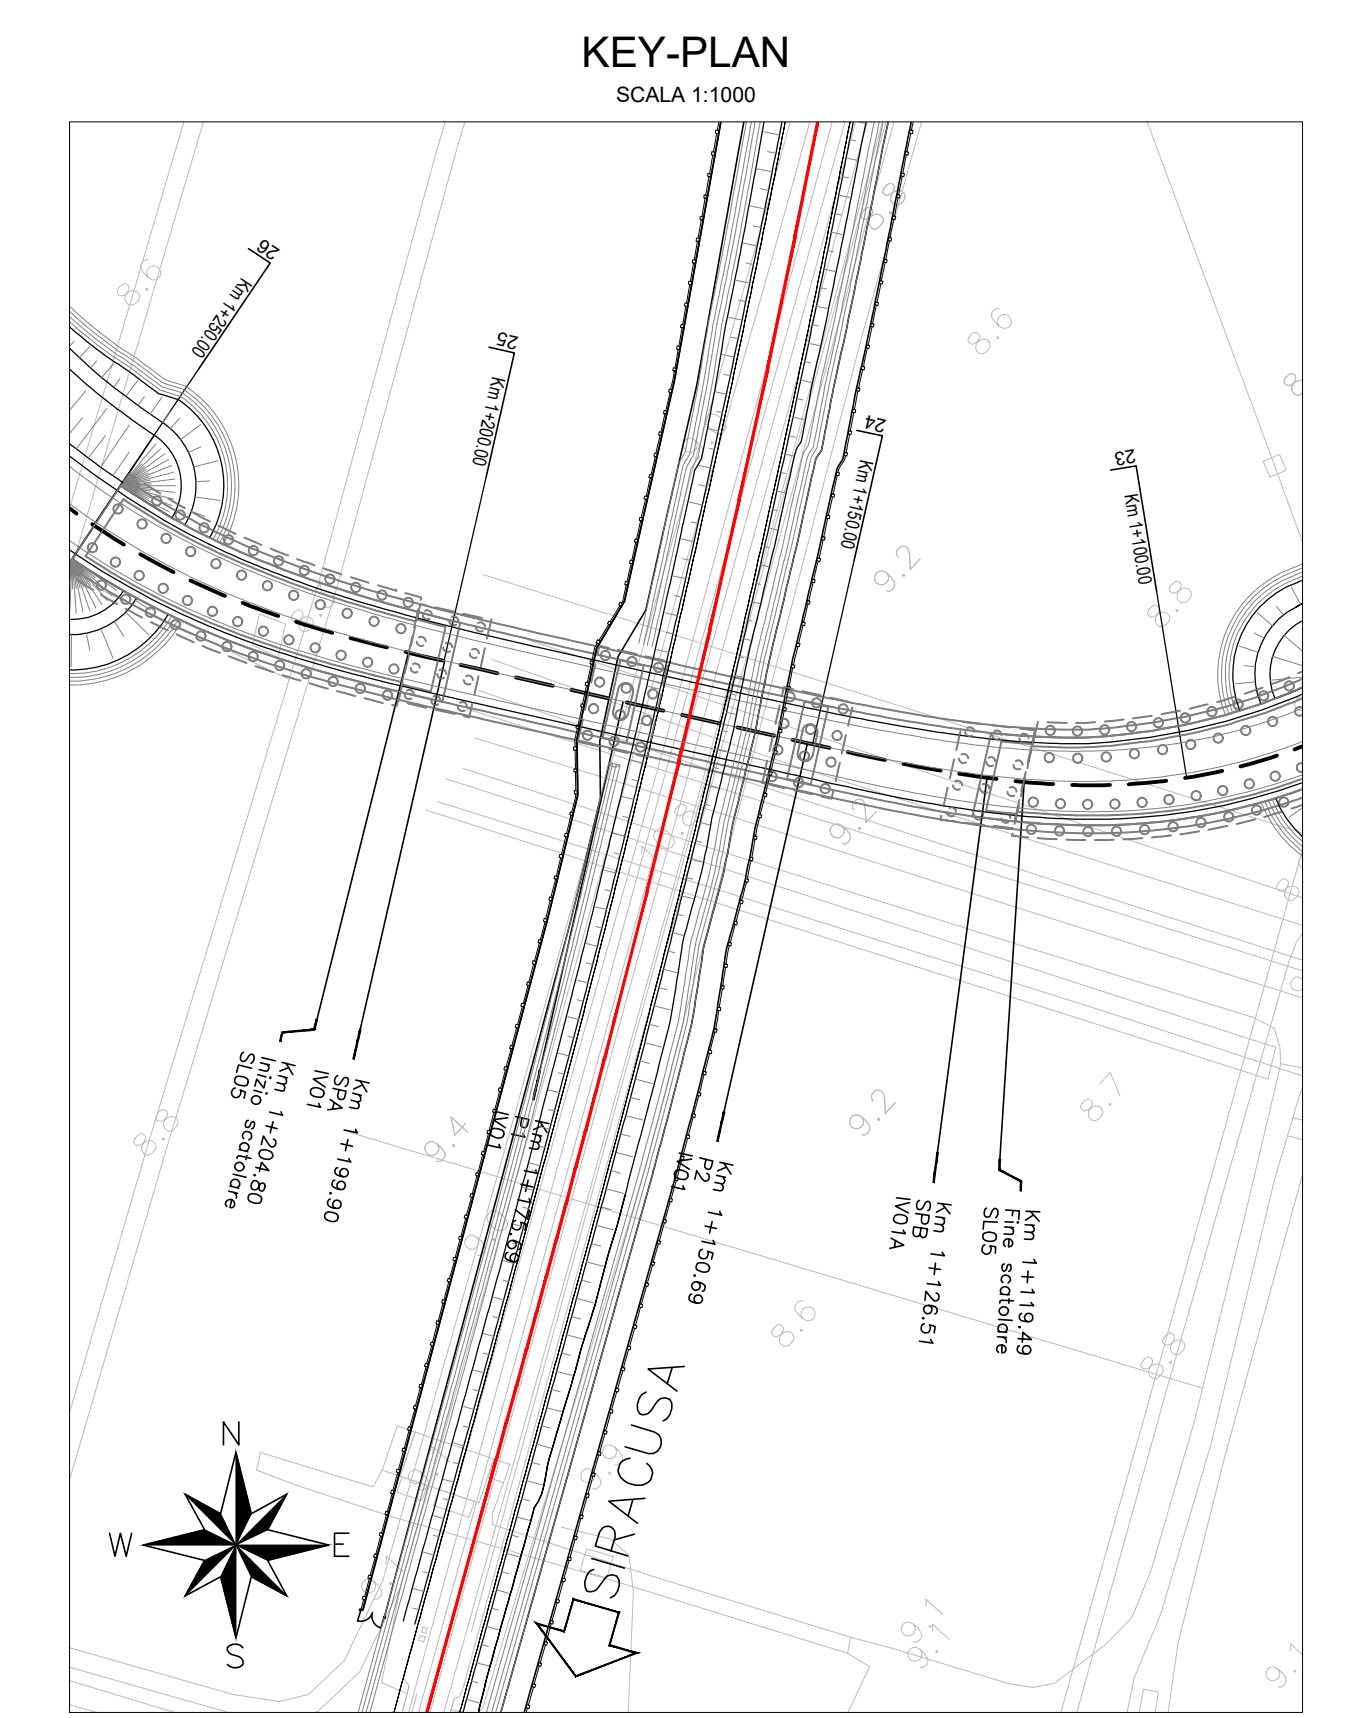 KEY-PLAN
SCALA 1:1000
26
Km 1+250.00
25
Km 1+200.00
24
Km 1+150.00
23
Km 1+100.00
8.6
8.6
9.2
8.8
9.2
Km 1+204.80
Inizio scatolare
SL05
Km 1+199.90
SPA
IV01
Km 1+175.69
P1
IV01
Km 1+150.69
P2
IV01
Km 1+126.51
SPB
IV01A
Km 1+119.49
Fine scatolare
SL05
8.8
9.4
9.2
8.7
8.6
8.8
SIRACUSA
N
W
E
S
9.1
9.1